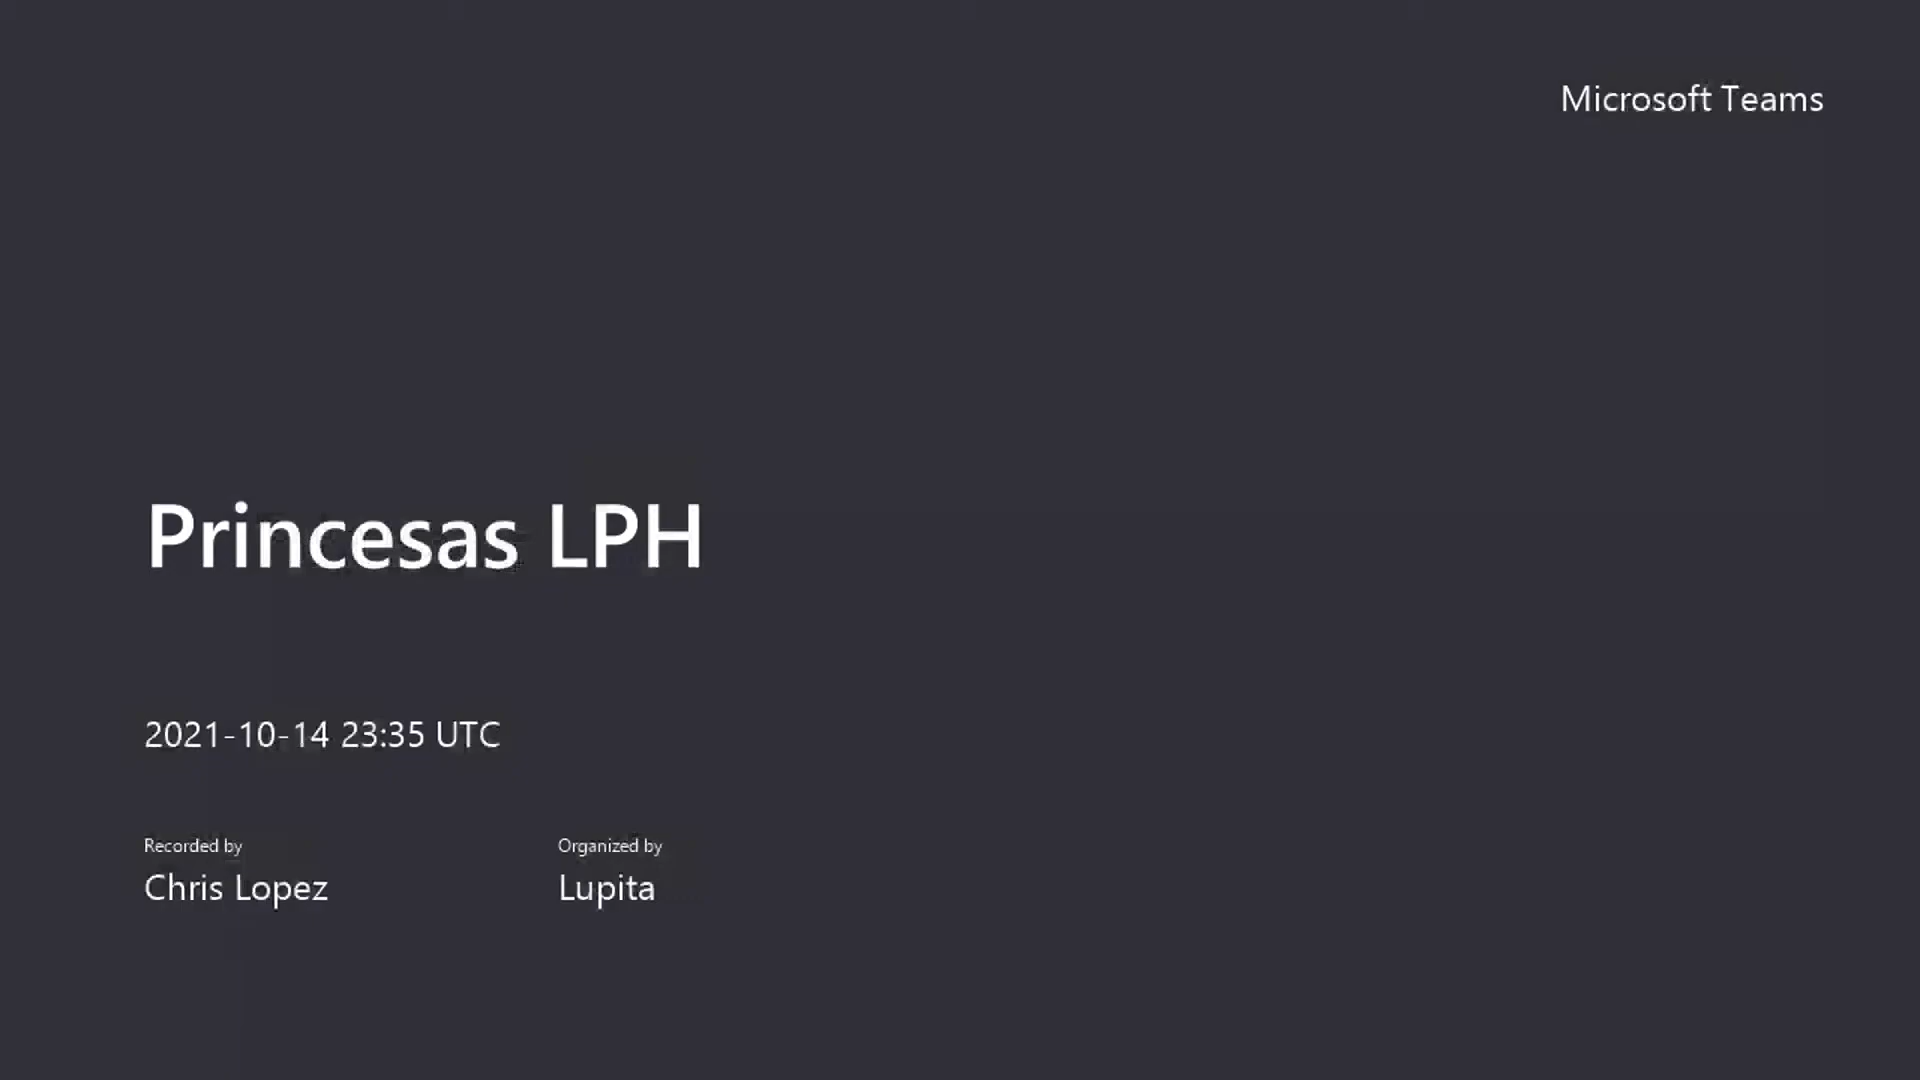 Microsoft Teams
Princesas LPH
2021-10-14 23:35 UTC
Recorded by
Chris Lopez
Organized by
Lupita